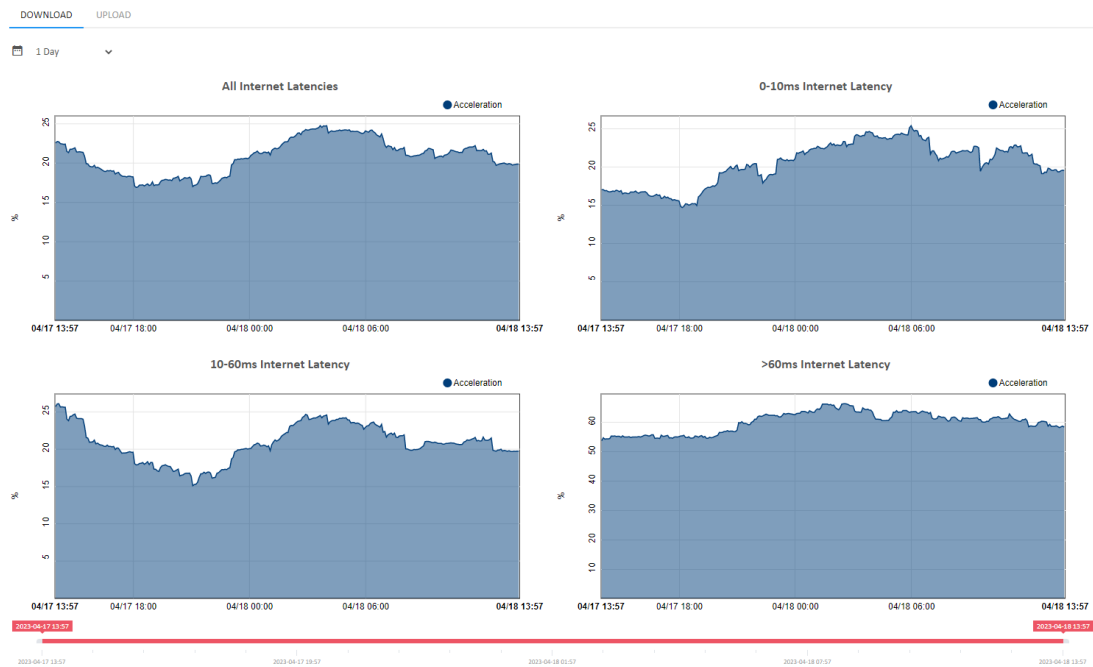 DOWNLOAD UPLOAD
1 Day
All Internet Latencies
Acceleration
25
20
15
10
5
%
04/17 13:57 04/17 18:00 04/18 00:00 04/18 06:00 04/18 13:57
0-10ms Internet Latency
Acceleration
25
20
15
10
5
%
04/17 13:57 04/17 18:00 04/18 00:00 04/18 06:00 04/18 13:57
10-60ms Internet Latency
Acceleration
25
20
15
10
5
%
04/17 13:57 04/17 18:00 04/18 00:00 04/18 06:00 04/18 13:57
>60ms Internet Latency
Acceleration
60
50
40
30
20
10
%
04/17 13:57 04/17 18:00 04/18 00:00 04/18 06:00 04/18 13:57
2023-04-17 13:57 2023-04-18 13:57
2023-04-17 13:57 2023-04-17 19:57 2023-04-18 01:57 2023-04-18 07:57 2023-04-18 13:57